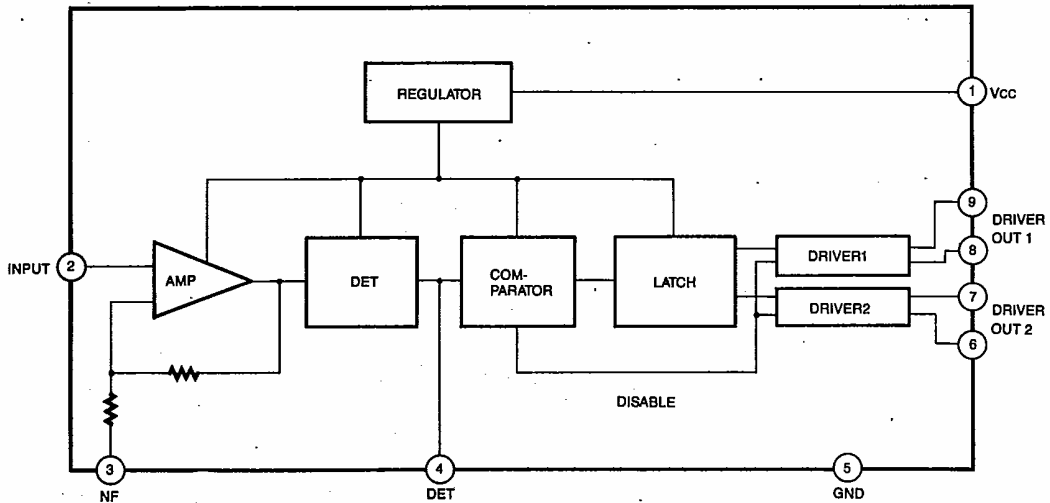 REGULATOR
1 VCC
9 DRIVER
OUT 1
8
INPUT 2
AMP
DET
COM-
PARATOR
LATCH
DRIVER1
DRIVER2
7 DRIVER
OUT 2
6
DISABLE
3
NF
4
DET
5
GND